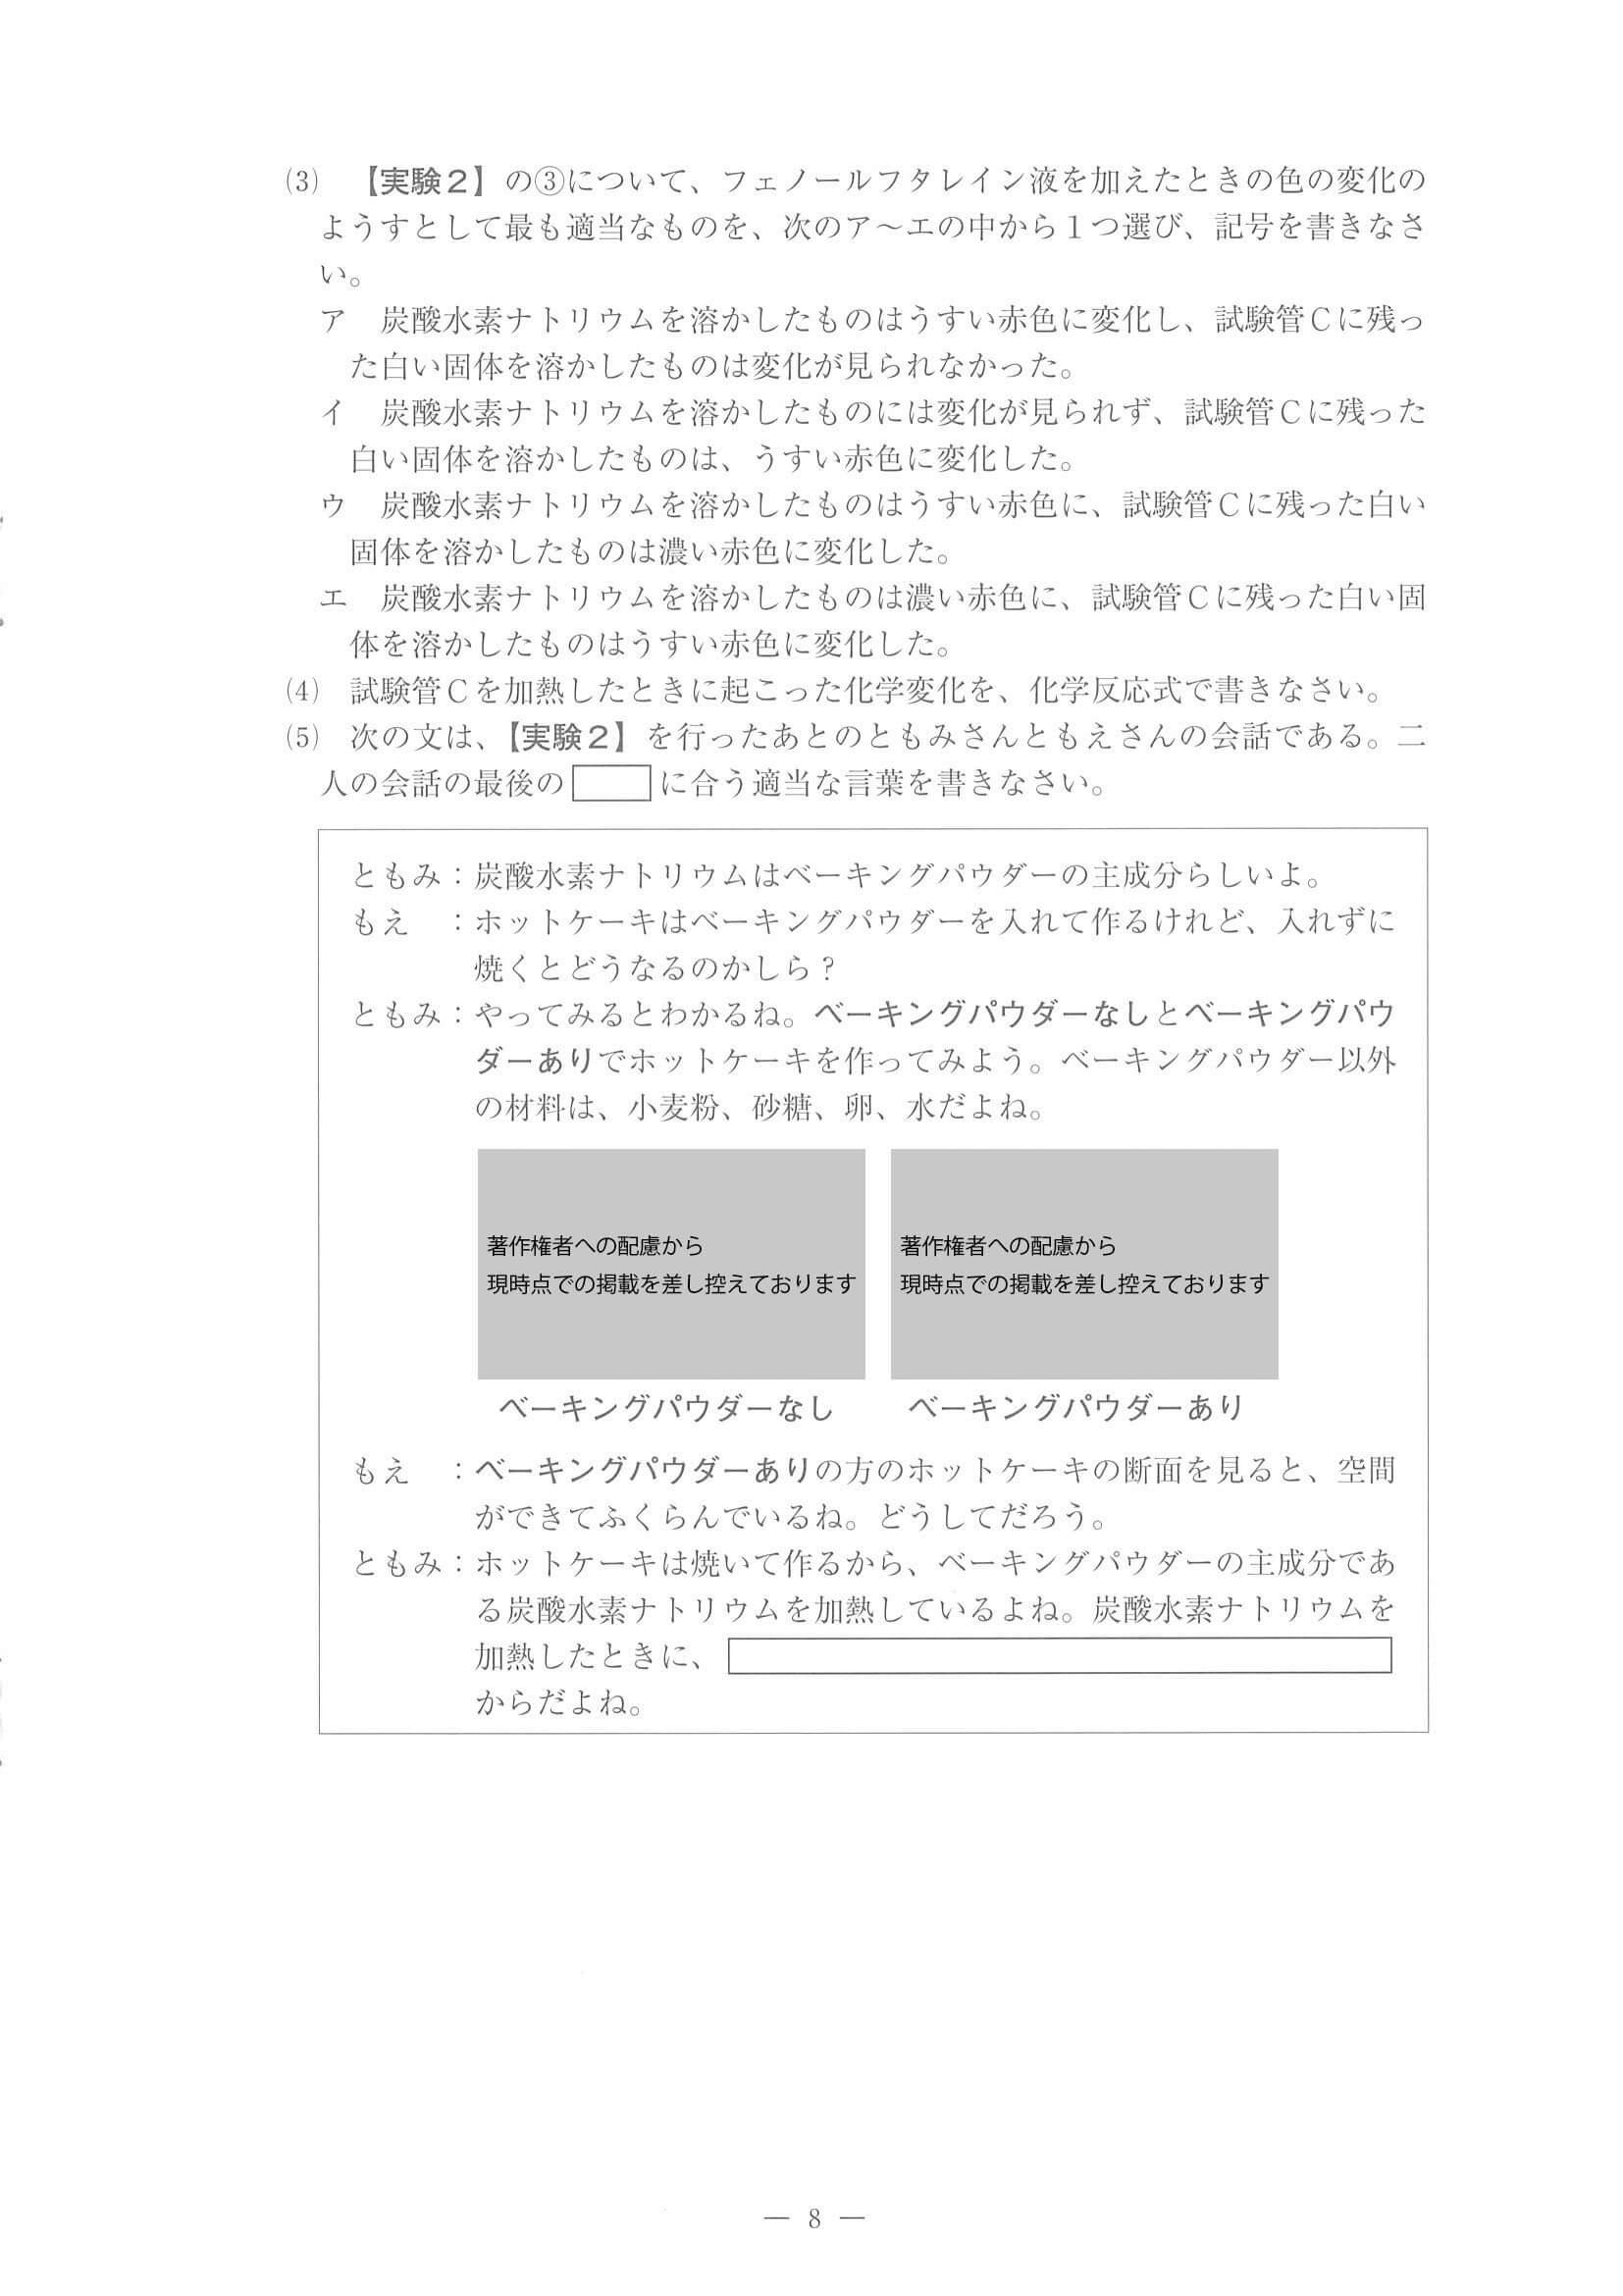 (3)　【実験２】の③について、フェノールフタレイン液を加えたときの色の変化の
ようすとして最も適当なものを、次のア～エの中から１つ選び、記号を書きなさ
い。
ア　炭酸水素ナトリウムを溶かしたものはうすい赤色に変化し、試験管Ｃに残っ
た白い固体を溶かしたものは変化が見られなかった。
イ　炭酸水素ナトリウムを溶かしたものには変化が見られず、試験管Ｃに残った
白い固体を溶かしたものは、うすい赤色に変化した。
ウ　炭酸水素ナトリウムを溶かしたものはうすい赤色に、試験管Ｃに残った白い
固体を溶かしたものは濃い赤色に変化した。
エ　炭酸水素ナトリウムを溶かしたものは濃い赤色に、試験管Ｃに残った白い固
体を溶かしたものはうすい赤色に変化した。
(4)　試験管Ｃを加熱したときに起こった化学変化を、化学反応式で書きなさい。
(5)　次の文は、【実験２】を行ったあとのともみさんともえさんの会話である。二
人の会話の最後の　　に合う適当な言葉を書きなさい。
ともみ：炭酸水素ナトリウムはベーキングパウダーの主成分らしいよ。
もえ　：ホットケーキはベーキングパウダーを入れて作るけれど、入れずに
焼くとどうなるのかしら？
ともみ：やってみるとわかるね。ベーキングパウダーなしとベーキングパウ
ダーありでホットケーキを作ってみよう。ベーキングパウダー以外
の材料は、小麦粉、砂糖、卵、水だよね。
著作権者への配慮から
現時点での掲載を差し控えております
著作権者への配慮から
現時点での掲載を差し控えております
ベーキングパウダーなし
ベーキングパウダーあり
もえ　：ベーキングパウダーありの方のホットケーキの断面を見ると、空間
ができてふくらんでいるね。どうしてだろう。
ともみ：ホットケーキは焼いて作るから、ベーキングパウダーの主成分であ
る炭酸水素ナトリウムを加熱しているよね。炭酸水素ナトリウムを
加熱したときに、
からだよね。
― 8 ―